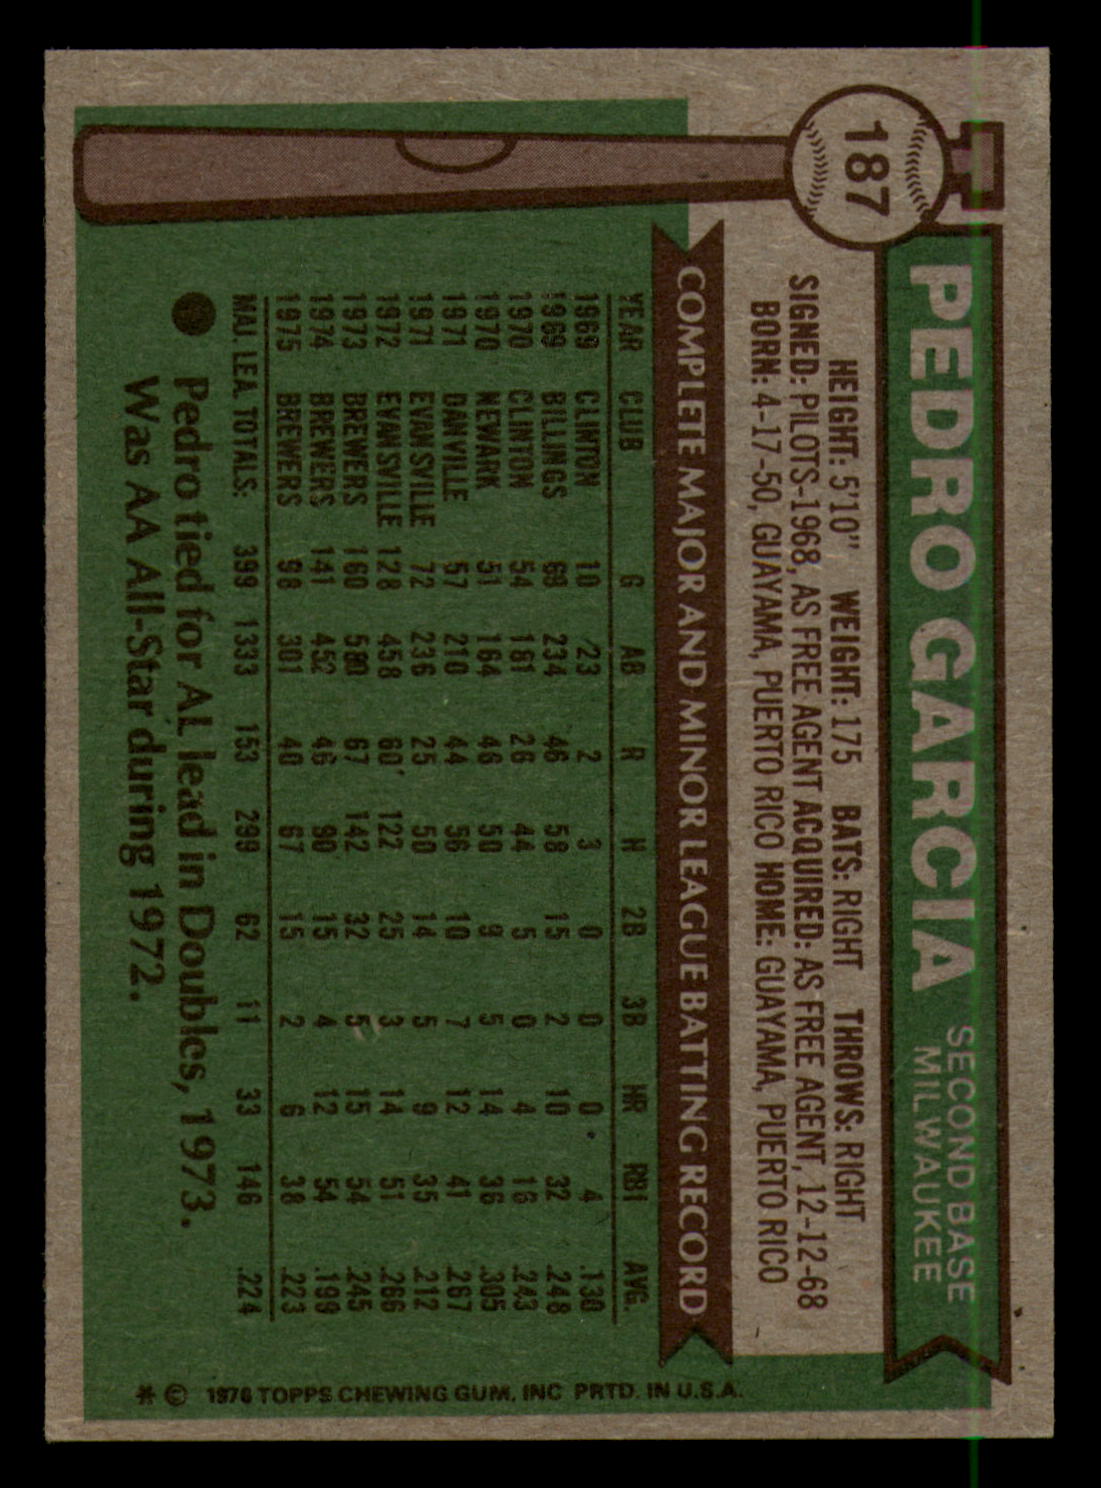 187
PEDRO GARCIA
SECOND BASE
MILWAUKEE
HEIGHT: 5'10" WEIGHT: 175 BATS: RIGHT THROWS: RIGHT
SIGNED: PILOTS-1968, AS FREE AGENT ACQUIRED: AS FREE AGENT, 12-12-68
BORN: 4-17-50, GUAYAMA, PUERTO RICO HOME: GUAYAMA, PUERTO RICO
COMPLETE MAJOR AND MINOR LEAGUE BATTING RECORD
YEAR CLUB G AB R H 2B 3B HR RBI AVG.
1969 CLINTON 10 23 2 3 0 0 0 4 .130
1969 BILLINGS 69 234 46 58 15 2 10 32 .248
1970 CLINTON 54 181 26 44 5 0 4 16 .243
1970 NEWARK 51 164 46 50 9 5 14 36 .305
1971 DANVILLE 57 210 44 56 10 7 12 41 .267
1971 EVANSVILLE 72 236 25 50 14 5 9 35 .212
1972 EVANSVILLE 128 458 60 122 25 3 14 51 .266
1973 BREWERS 160 580 67 142 32 5 15 54 .245
1974 BREWERS 141 452 46 90 15 4 12 54 .199
1975 BREWERS 98 301 40 67 15 2 6 38 .223
MAJ. LEA. TOTALS: 399 1333 153 299 62 11 33 146 .224
Pedro tied for AL lead in Doubles, 1973.
Was AA All-Star during 1972.
* © 1976 TOPPS CHEWING GUM, INC PRTD. IN U.S.A.